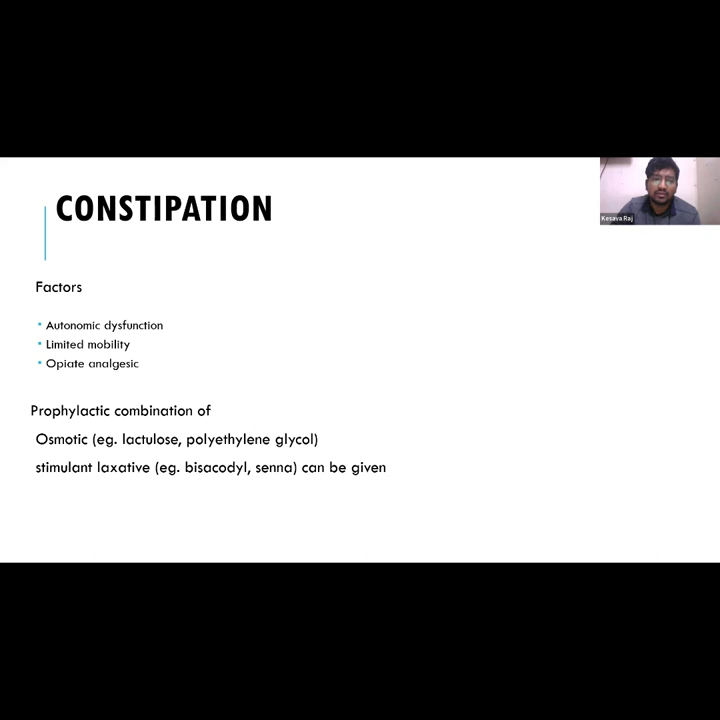 CONSTIPATION
Kesava Raj
Factors
Autonomic dysfunction
Limited mobility
Opiate analgesic
Prophylactic combination of
Osmotic (eg. lactulose, polyethylene glycol)
stimulant laxative (eg. bisacodyl, senna) can be given